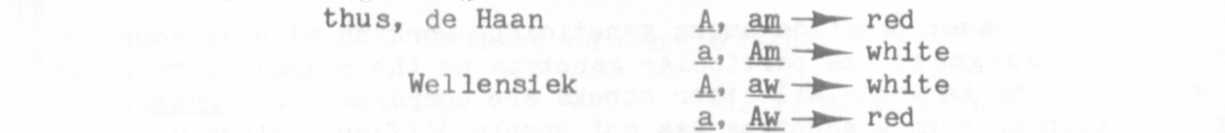 thus, de Haan A, am → red
a, Am → white
Wellensiek A, aw → white
a, Aw → red